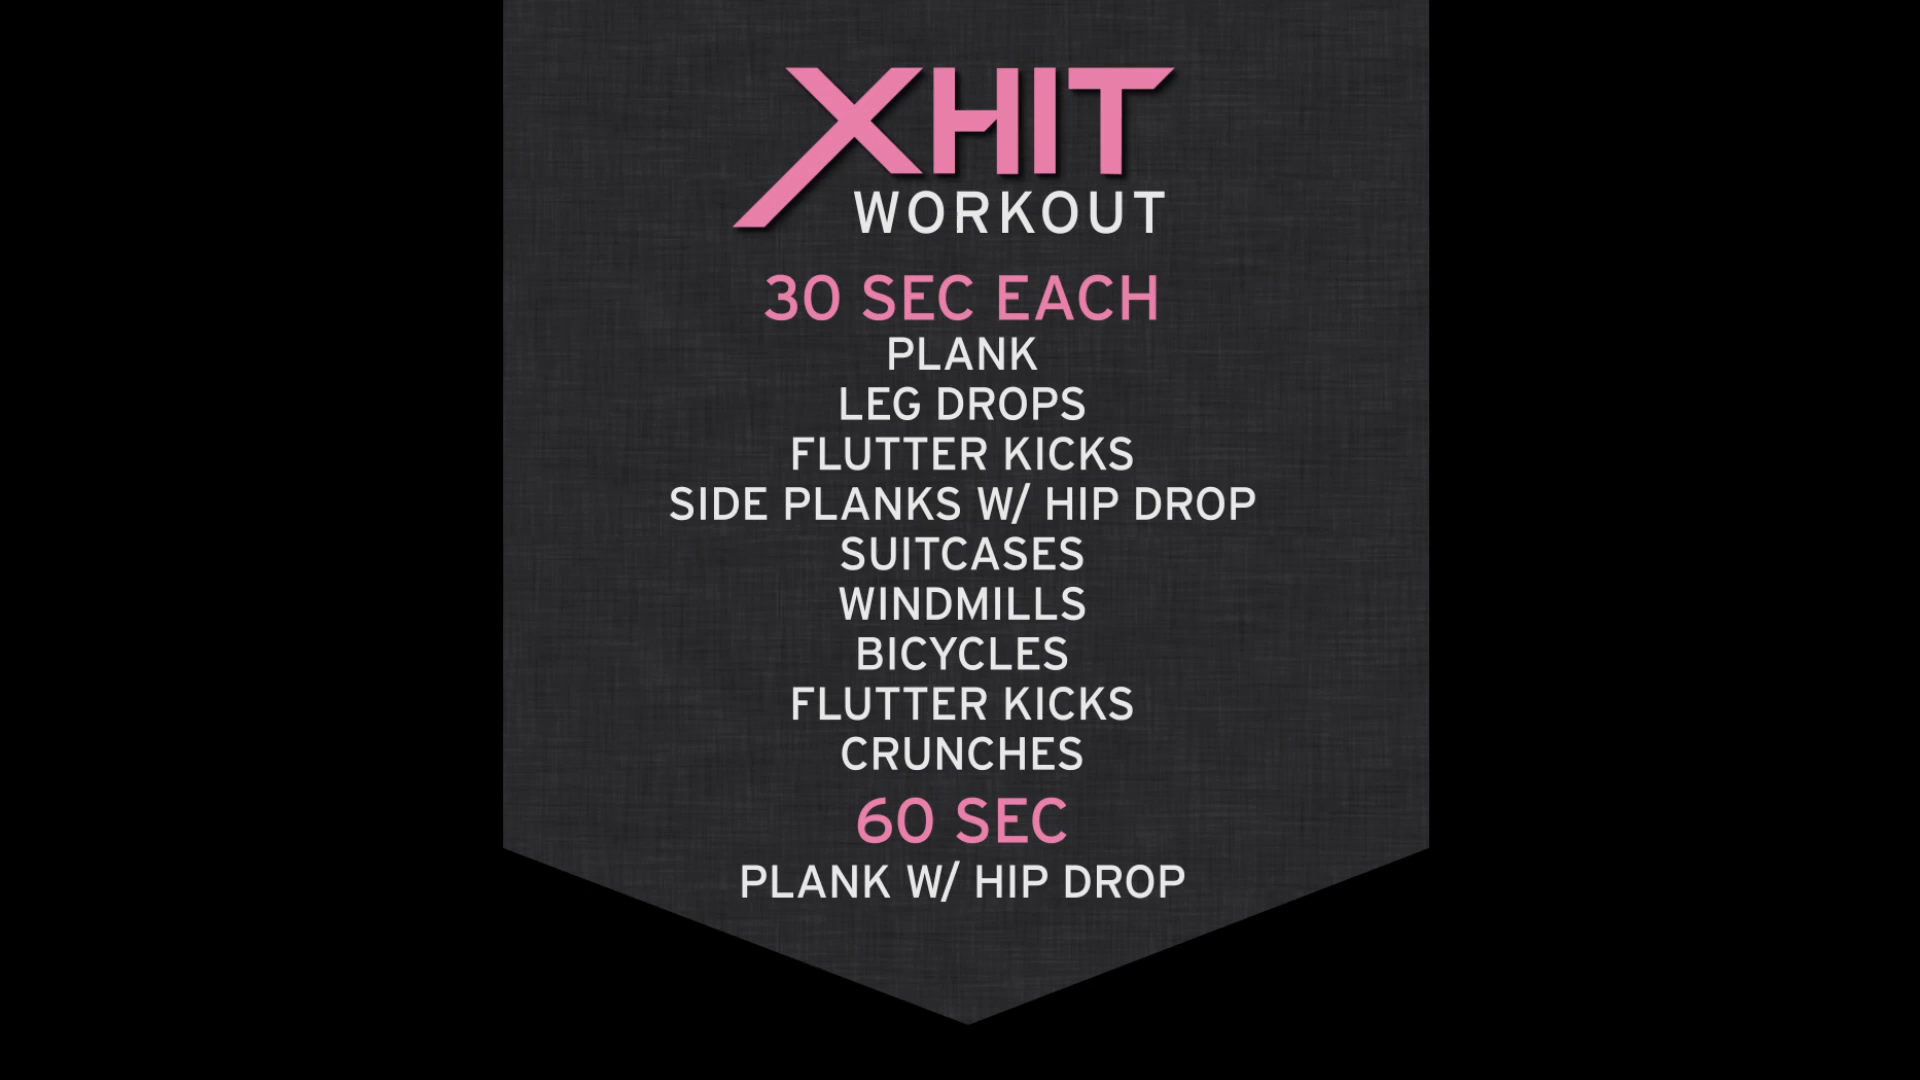 XHIT
WORKOUT
30 SEC EACH
PLANK
LEG DROPS
FLUTTER KICKS
SIDE PLANKS W/ HIP DROP
SUITCASES
WINDMILLS
BICYCLES
FLUTTER KICKS
CRUNCHES
60 SEC
PLANK W/ HIP DROP